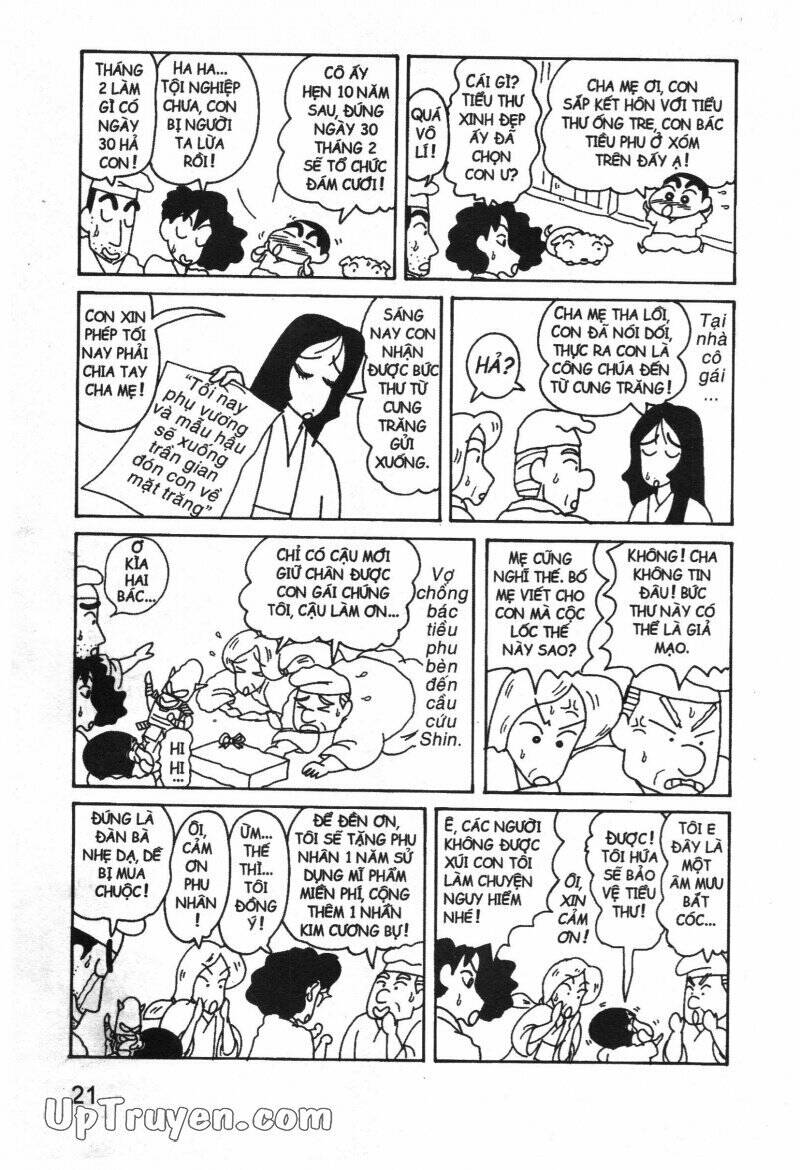 CHA MẸ ƠI, CON
SẮP KẾT HÔN VỚI TIỂU
THƯ ỐNG TRE, CON BÁC
TIỀU PHU Ở XÓM
TRÊN ĐẤY Ạ!
CÁI GÌ?
TIỂU THƯ
XINH ĐẸP
ẤY ĐÃ
CHỌN
CON Ư?
QUÁ
VÔ
LÍ!
CÔ ẤY
HẸN 10 NĂM
SAU, ĐÚNG
NGÀY 30
THÁNG 2
SẼ TỔ CHỨC
ĐÁM CƯỚI!
HA HA...
TỘI NGHIỆP
CHƯA, CON
BỊ NGƯỜI
TA LỪA
RỒI!
THÁNG
2 LÀM
GÌ CÓ
NGÀY
30 HẢ
CON!
Tại
nhà
cô
gái
...
CHA MẸ THA LỖI,
CON ĐÃ NÓI DỐI,
THỰC RA CON LÀ
CÔNG CHÚA ĐẾN
TỪ CUNG TRĂNG!
HẢ?
SÁNG
NAY CON
NHẬN
ĐƯỢC BỨC
THƯ TỪ
CUNG
TRĂNG
GỬI
XUỐNG.
CON XIN
PHÉP TỐI
NAY PHẢI
CHIA TAY
CHA MẸ!
"Tối nay
phụ vương
và mẫu hậu
sẽ xuống
trần gian
đón con về
mặt trăng"
KHÔNG! CHA
KHÔNG TIN
ĐÂU! BỨC
THƯ NÀY CÓ
THỂ LÀ GIẢ
MẠO.
MẸ CŨNG
NGHĨ THẾ. BỐ
MẸ VIẾT CHO
CON MÀ CỘC
LỐC THẾ
NÀY SAO?
Vợ
chồng
bác
tiều
phu
bèn
đến
cầu
cứu
Shin.
CHỈ CÓ CẬU MỚI
GIỮ CHÂN ĐƯỢC
CON GÁI CHÚNG
TÔI, CẬU LÀM ƠN...
Ơ
KÌA
HAI
BÁC...
HI
HI
...
TÔI E
ĐÂY LÀ
MỘT
ÂM MƯU
BẮT
CÓC...
ĐƯỢC!
TÔI HỨA
SẼ BẢO
VỆ TIỂU
THƯ!
ÔI,
XIN
CẢM
ƠN!
Ê, CÁC NGƯỜI
KHÔNG ĐƯỢC
XÚI CON TÔI
LÀM CHUYỆN
NGUY HIỂM
NHÉ!
ĐỂ ĐỀN ƠN,
TÔI SẼ TẶNG PHU
NHÂN 1 NĂM SỬ
DỤNG MĨ PHẨM
MIỄN PHÍ, CỘNG
THÊM 1 NHẪN
KIM CƯƠNG BỰ!
ỪM...
THẾ
THÌ...
TÔI
ĐỒNG
Ý!
ÔI,
CẢM
ƠN
PHU
NHÂN
!
ĐÚNG LÀ
ĐÀN BÀ
NHẸ DẠ, DỄ
BỊ MUA
CHUỘC!
21
UpTruyen.com